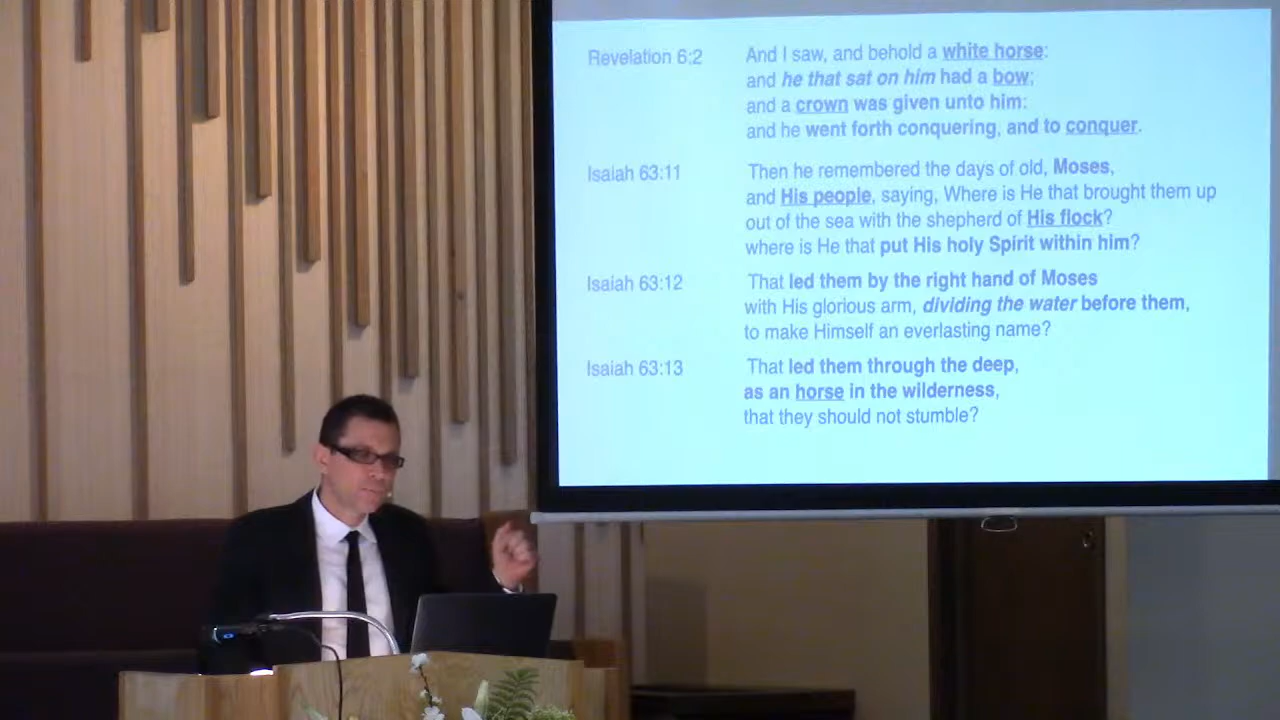 Revelation 6:2 And I saw, and behold a white horse:
and he that sat on him had a bow;
and a crown was given unto him:
and he went forth conquering, and to conquer.
Isaiah 63:11 Then he remembered the days of old, Moses,
and His people, saying, Where is He that brought them up
out of the sea with the shepherd of His flock?
where is He that put His holy Spirit within him?
Isaiah 63:12 That led them by the right hand of Moses
with His glorious arm, dividing the water before them,
to make Himself an everlasting name?
Isaiah 63:13 That led them through the deep,
as an horse in the wilderness,
that they should not stumble?